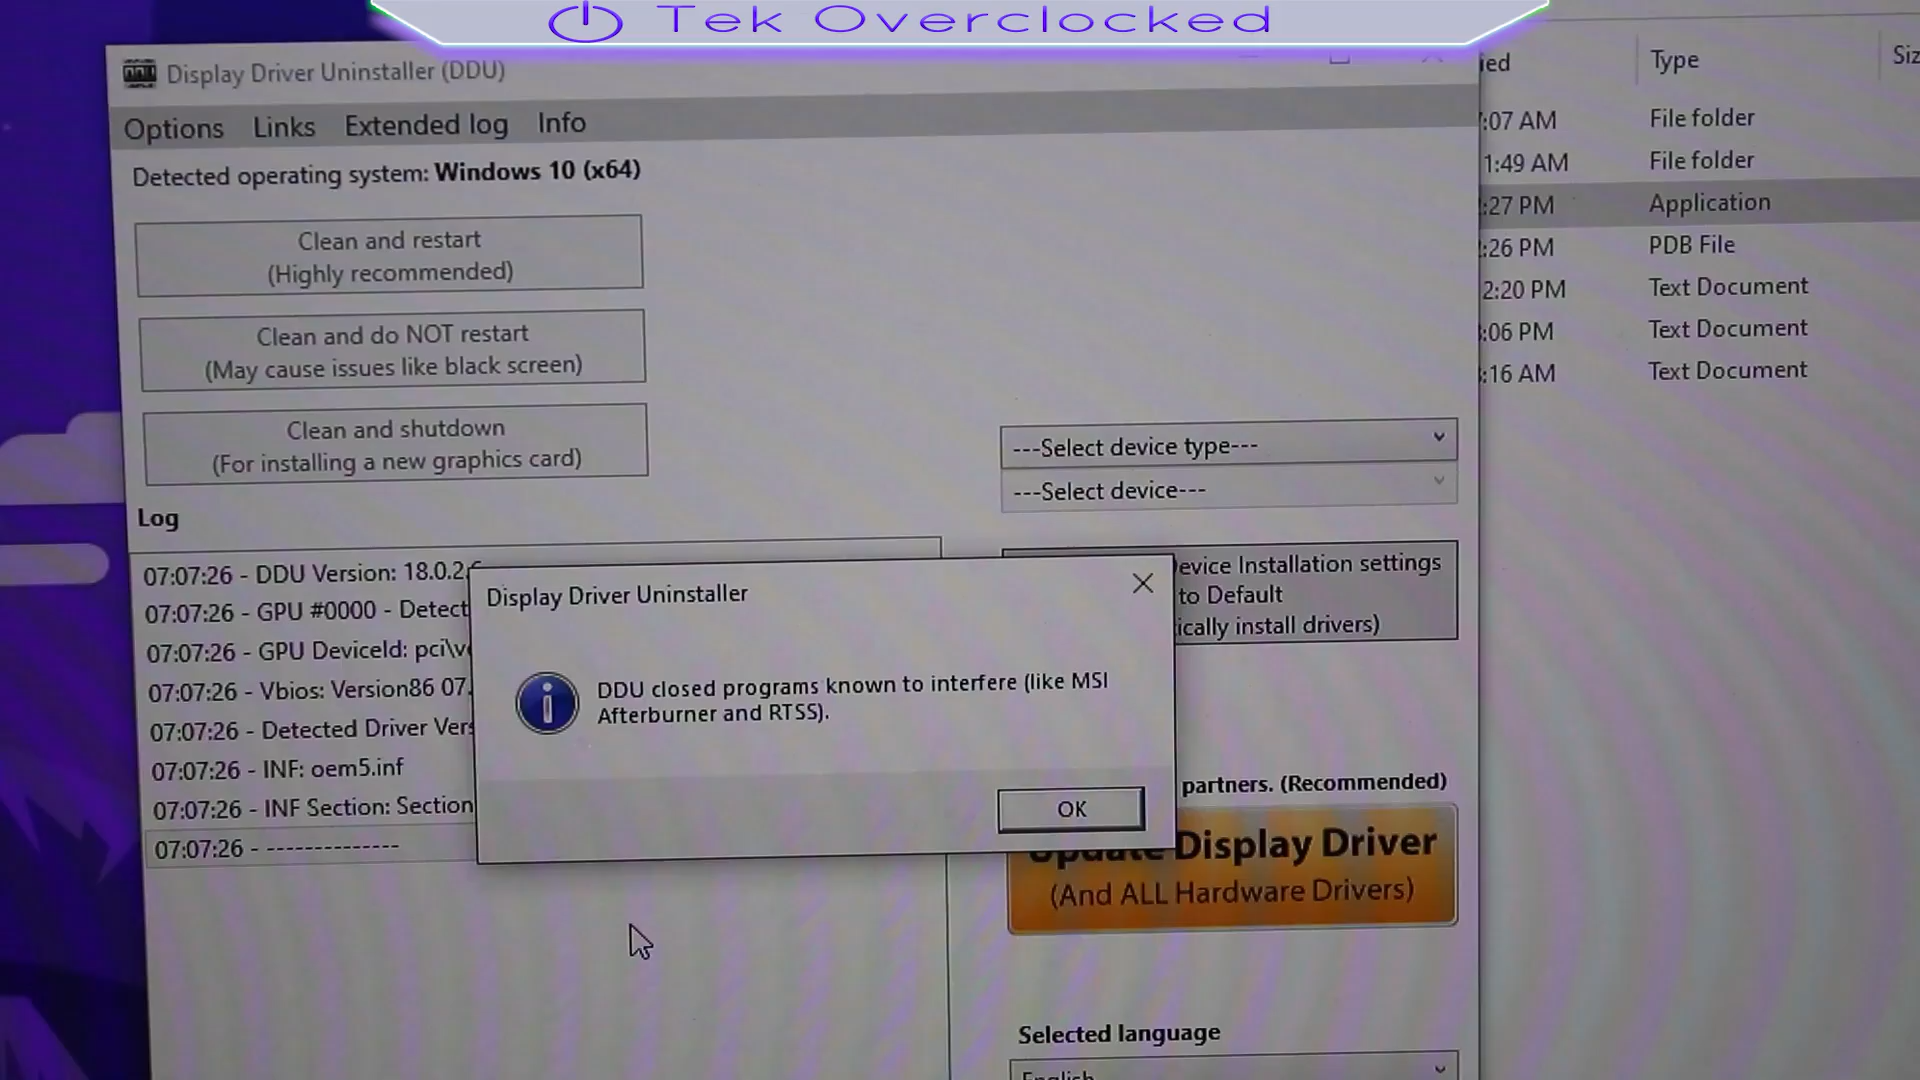 Tek Overclocked
Display Driver Uninstaller (DDU)
Options Links Extended log Info
Detected operating system: Windows 10 (x64)
Clean and restart
(Highly recommended)
Clean and do NOT restart
(May cause issues like black screen)
Clean and shutdown
(For installing a new graphics card)
Log
07:07:26 - DDU Version: 18.0.2
07:07:26 - GPU #0000 - Detect
07:07:26 - GPU DeviceId: pci\v
07:07:26 - Vbios: Version86 07.
07:07:26 - Detected Driver Vers
07:07:26 - INF: oem5.inf
07:07:26 - INF Section: Section
07:07:26 - --------------
---Select device type---
---Select device---
evice Installation settings
to Default
ically install drivers)
Display Driver Uninstaller
DDU closed programs known to interfere (like MSI
Afterburner and RTSS).
OK
partners. (Recommended)
Update Display Driver
(And ALL Hardware Drivers)
Selected language
English
ied Type Siz
:07 AM File folder
1:49 AM File folder
:27 PM Application
:26 PM PDB File
2:20 PM Text Document
:06 PM Text Document
:16 AM Text Document